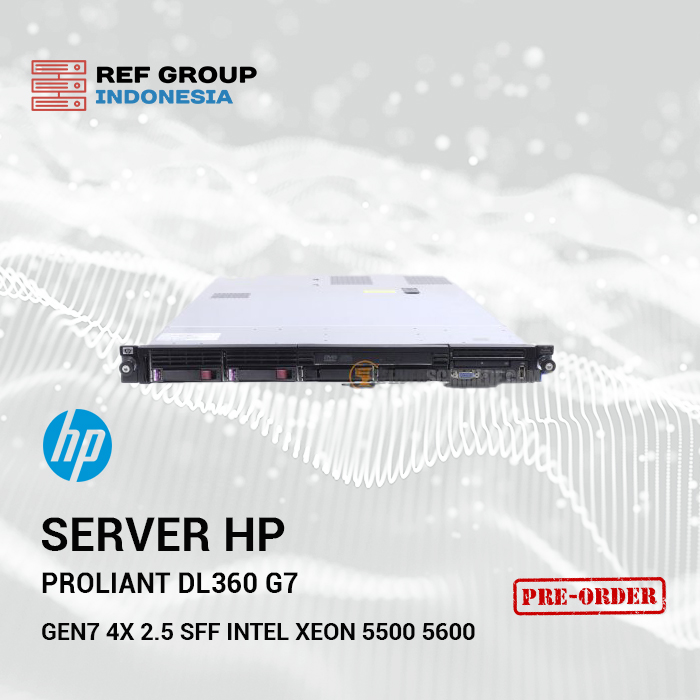 REF GROUP
INDONESIA
hp
SERVER HP
PROLIANT DL360 G7
PRE-ORDER
GEN7 4X 2.5 SFF INTEL XEON 5500 5600